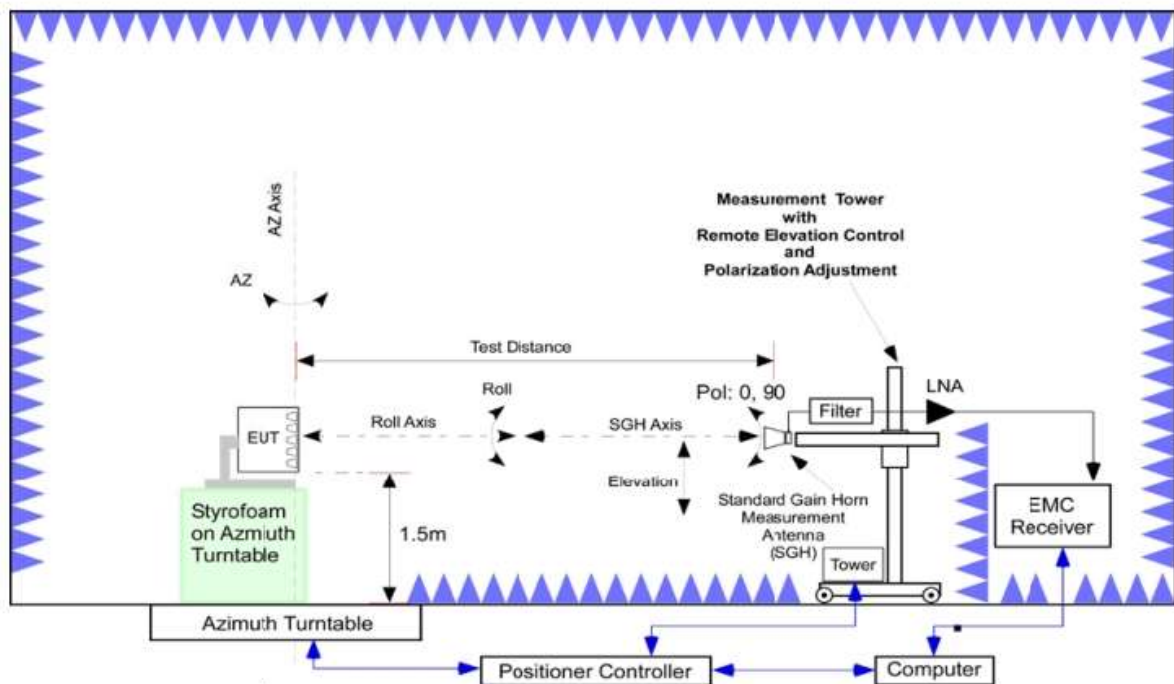 AZ Axis
AZ
Measurement Tower
with
Remote Elevation Control
and
Polarization Adjustment
Test Distance
Roll
Pol: 0, 90
LNA
Filter
EUT
Roll Axis
SGH Axis
Elevation
Styrofoam
on Azmiuth
Turntable
1.5m
Standard Gain Horn
Measurement
Antenna
(SGH)
EMC
Receiver
Tower
Azimuth Turntable
Positioner Controller
Computer